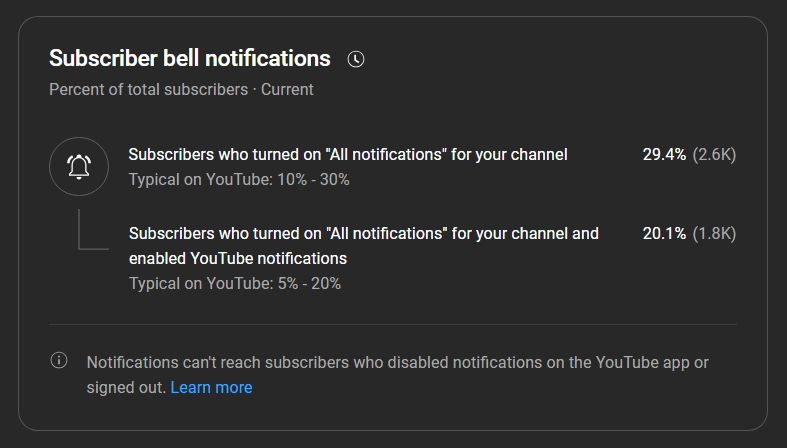 Subscriber bell notifications
Percent of total subscribers · Current
Subscribers who turned on "All notifications" for your channel 29.4% (2.6K)
Typical on YouTube: 10% - 30%
Subscribers who turned on "All notifications" for your channel and 20.1% (1.8K)
enabled YouTube notifications
Typical on YouTube: 5% - 20%
Notifications can't reach subscribers who disabled notifications on the YouTube app or
signed out. Learn more